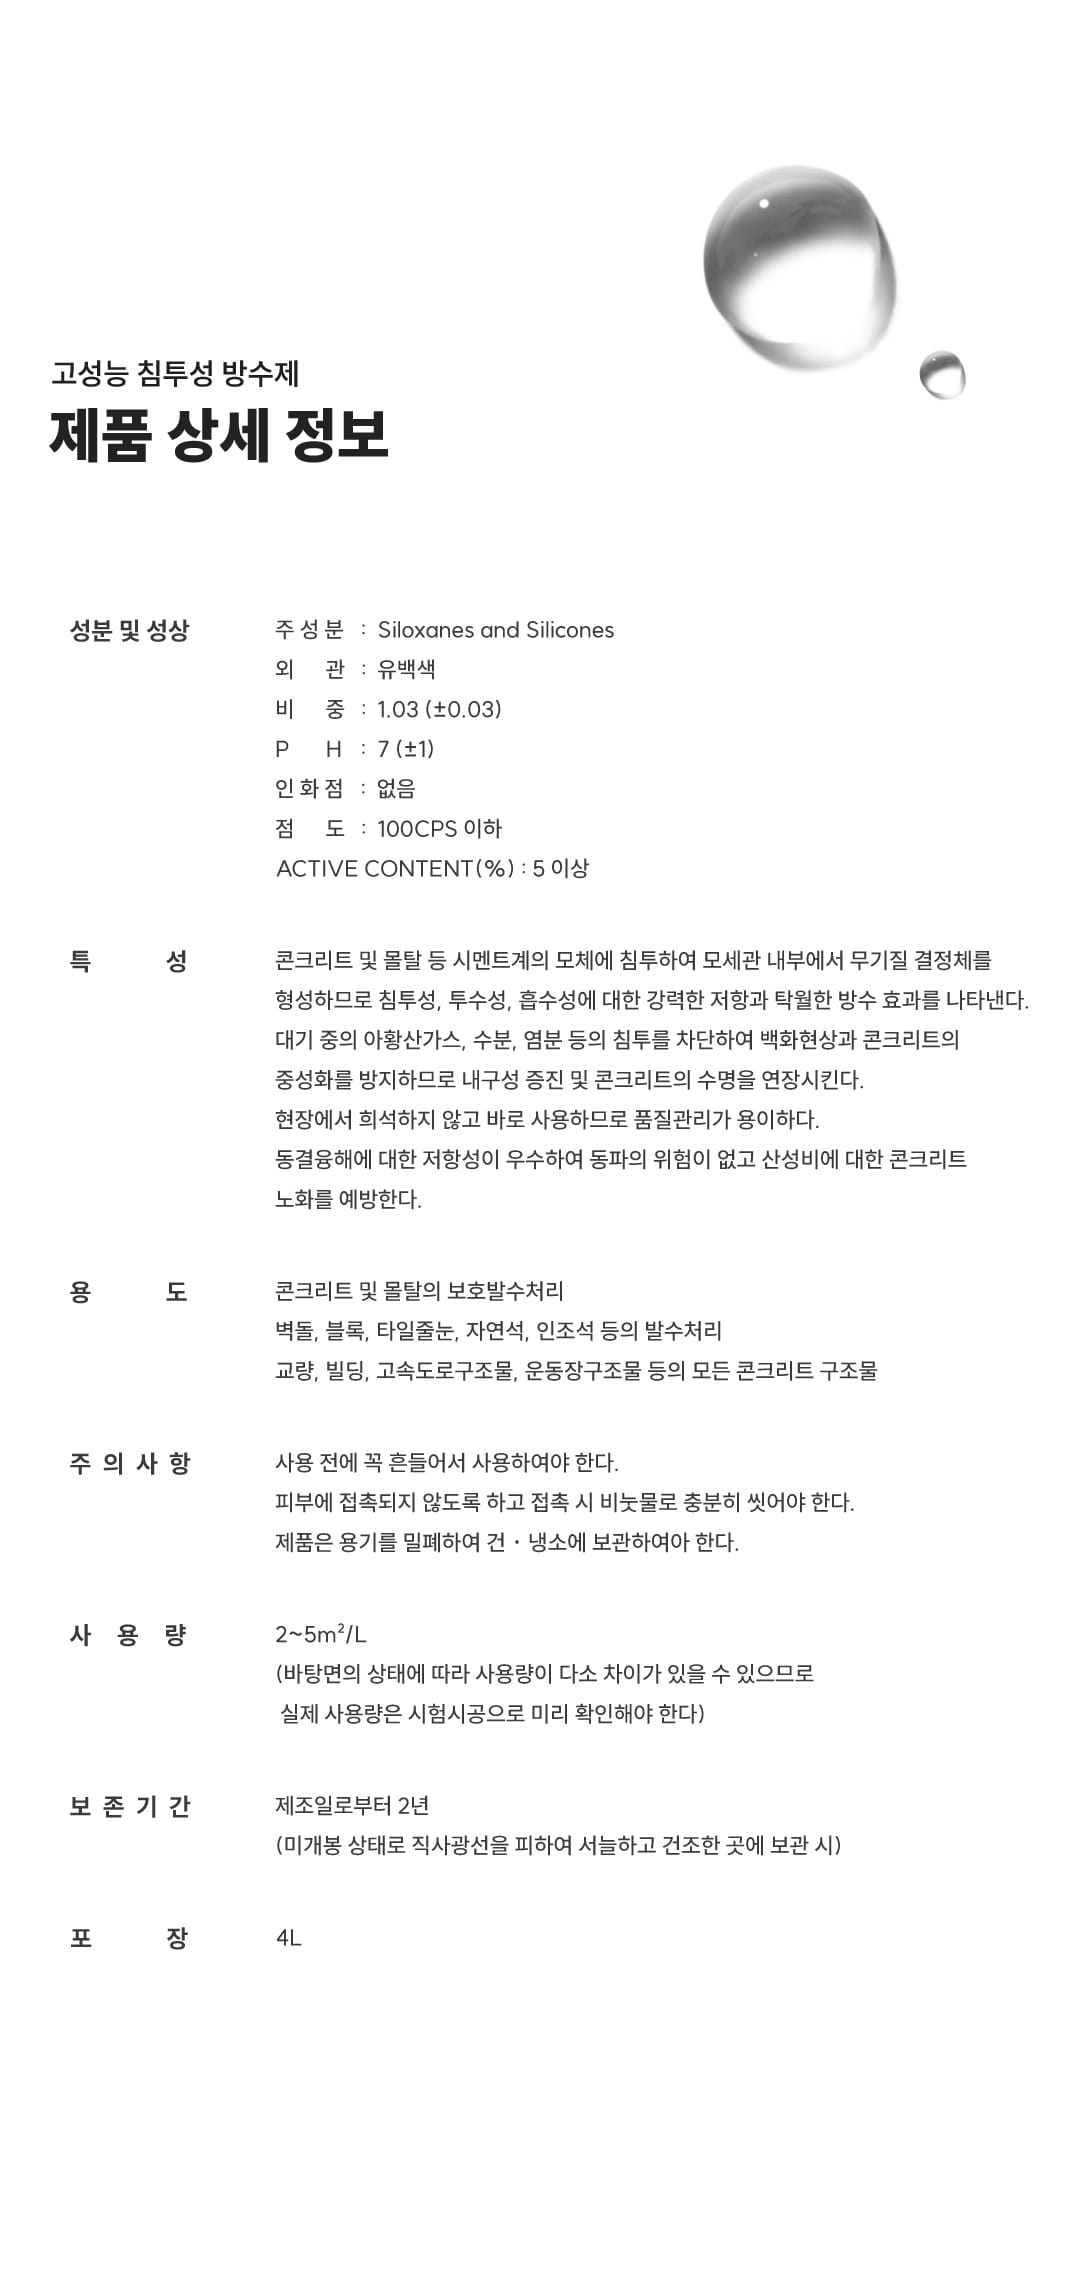 고성능 침투성 방수제
제품 상세 정보
성분 및 성상
주성분 : Siloxanes and Silicones
외 관 : 유백색
비 중 : 1.03 (±0.03)
P H : 7 (±1)
인화점 : 없음
점 도 : 100CPS 이하
ACTIVE CONTENT(%) : 5 이상
특 성
콘크리트 및 몰탈 등 시멘트계의 모체에 침투하여 모세관 내부에서 무기질 결정체를
형성하므로 침투성, 투수성, 흡수성에 대한 강력한 저항과 탁월한 방수 효과를 나타낸다.
대기 중의 아황산가스, 수분, 염분 등의 침투를 차단하여 백화현상과 콘크리트의
중성화를 방지하므로 내구성 증진 및 콘크리트의 수명을 연장시킨다.
현장에서 희석하지 않고 바로 사용하므로 품질관리가 용이하다.
동결융해에 대한 저항성이 우수하여 동파의 위험이 없고 산성비에 대한 콘크리트
노화를 예방한다.
용 도
콘크리트 및 몰탈의 보호발수처리
벽돌, 블록, 타일줄눈, 자연석, 인조석 등의 발수처리
교량, 빌딩, 고속도로구조물, 운동장구조물 등의 모든 콘크리트 구조물
주 의 사 항
사용 전에 꼭 흔들어서 사용하여야 한다.
피부에 접촉되지 않도록 하고 접촉 시 비눗물로 충분히 씻어야 한다.
제품은 용기를 밀폐하여 건・냉소에 보관하여아 한다.
사 용 량
2~5m²/L
(바탕면의 상태에 따라 사용량이 다소 차이가 있을 수 있으므로
실제 사용량은 시험시공으로 미리 확인해야 한다)
보 존 기 간
제조일로부터 2년
(미개봉 상태로 직사광선을 피하여 서늘하고 건조한 곳에 보관 시)
포 장
4L